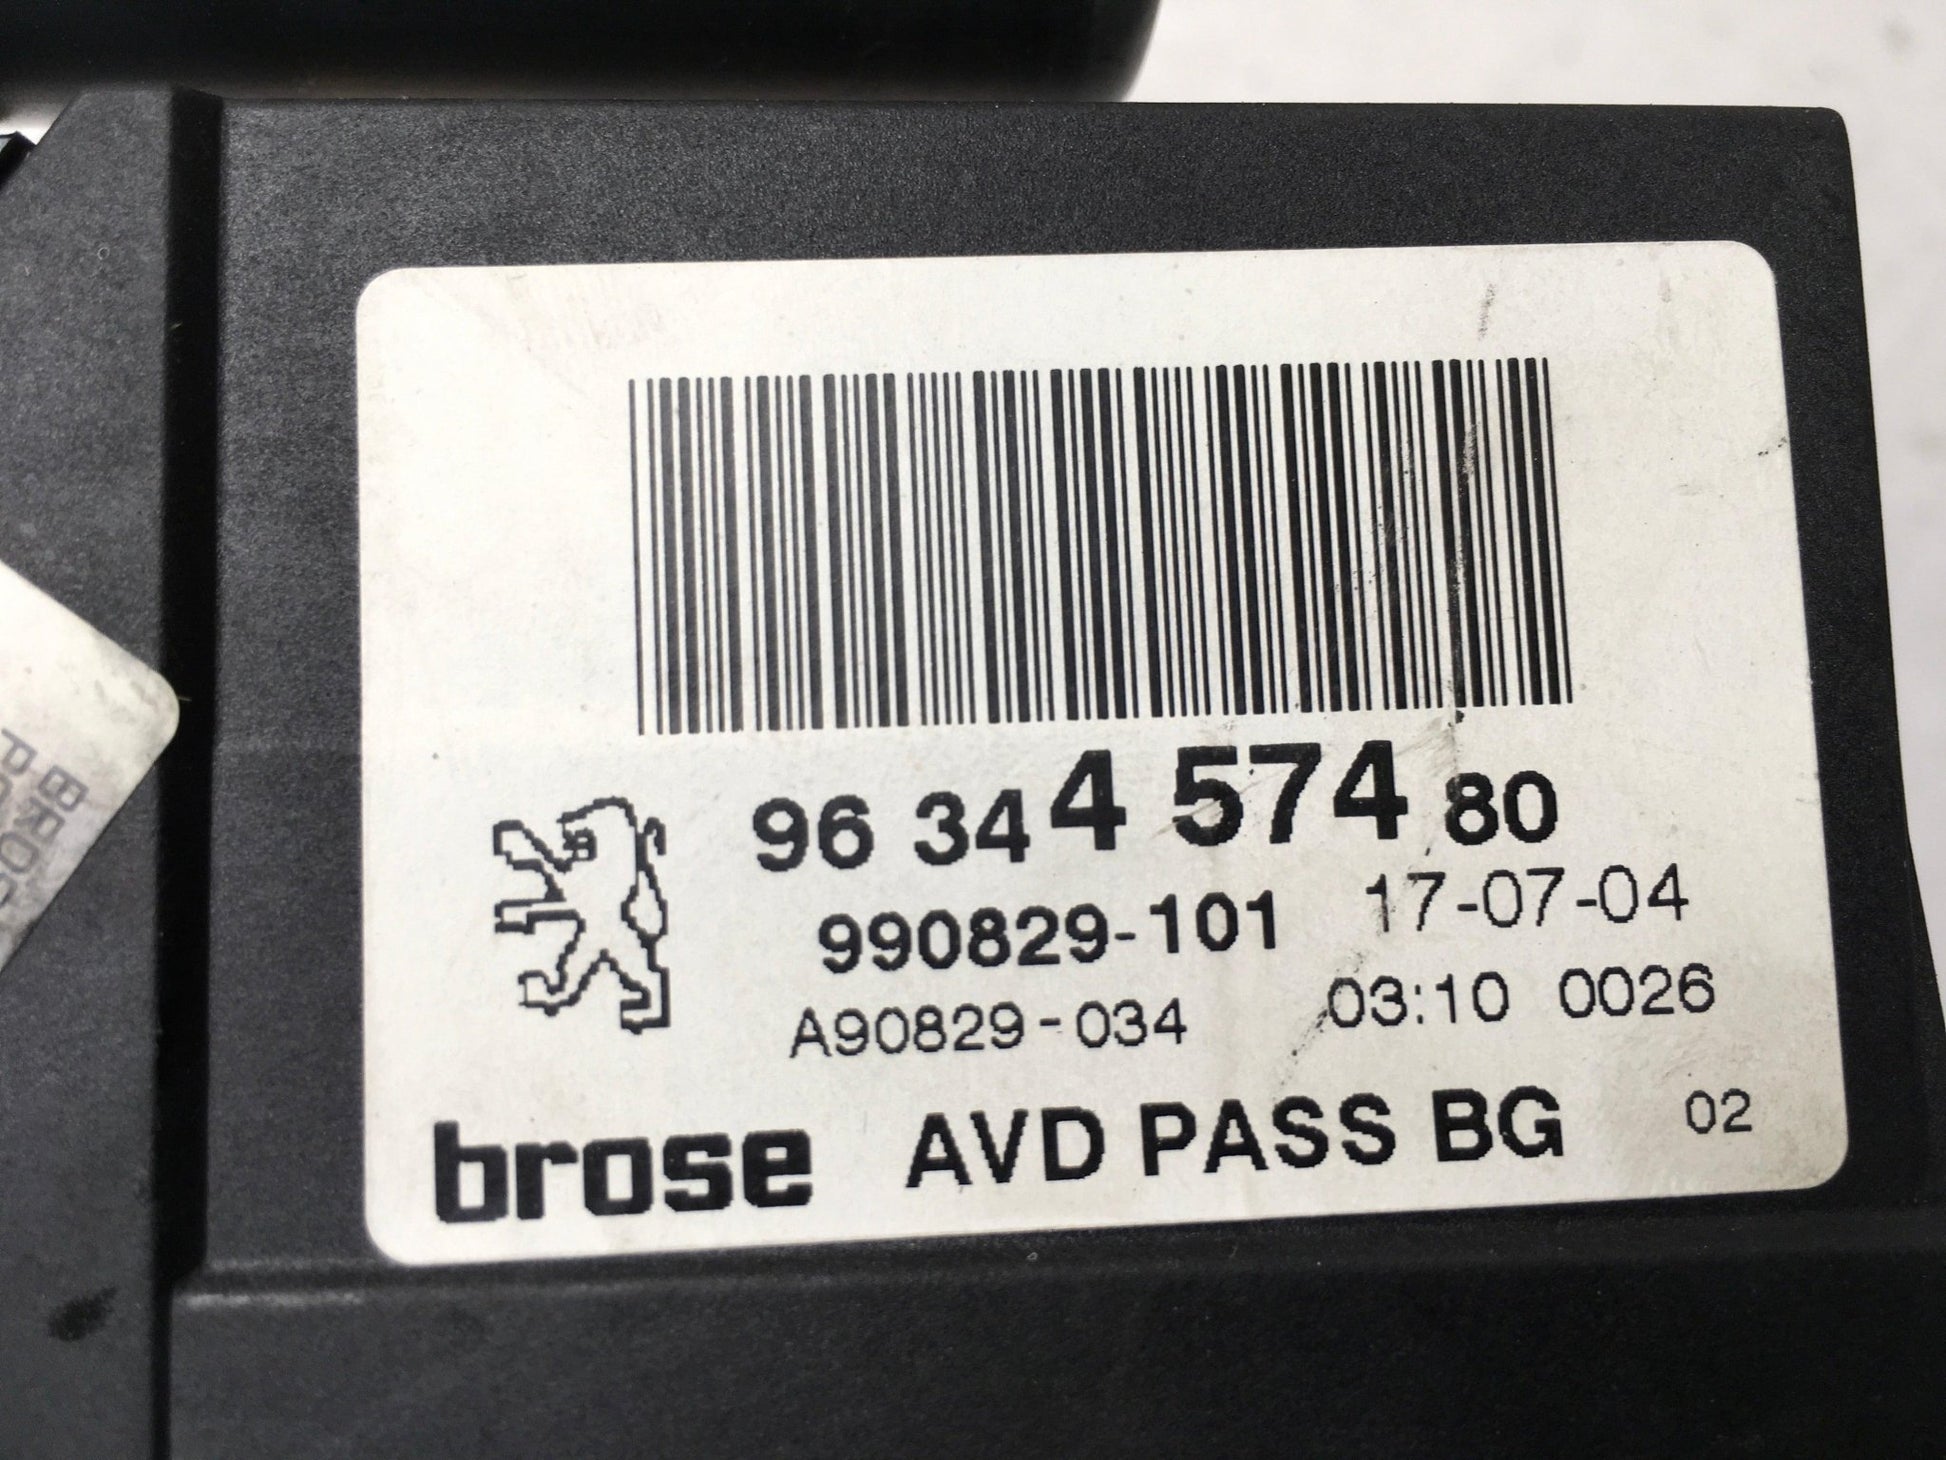 96 34 4 574 80
990829-101 17-07-04
A90829-034 03:10 0026
brose AVD PASS BG 02